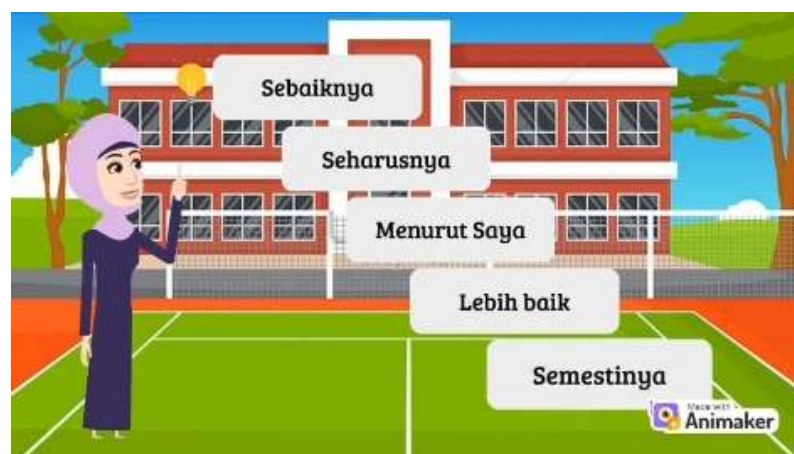 Sebaiknya
Seharusnya
Menurut Saya
Lebih baik
Semestinya
Made with
Animaker